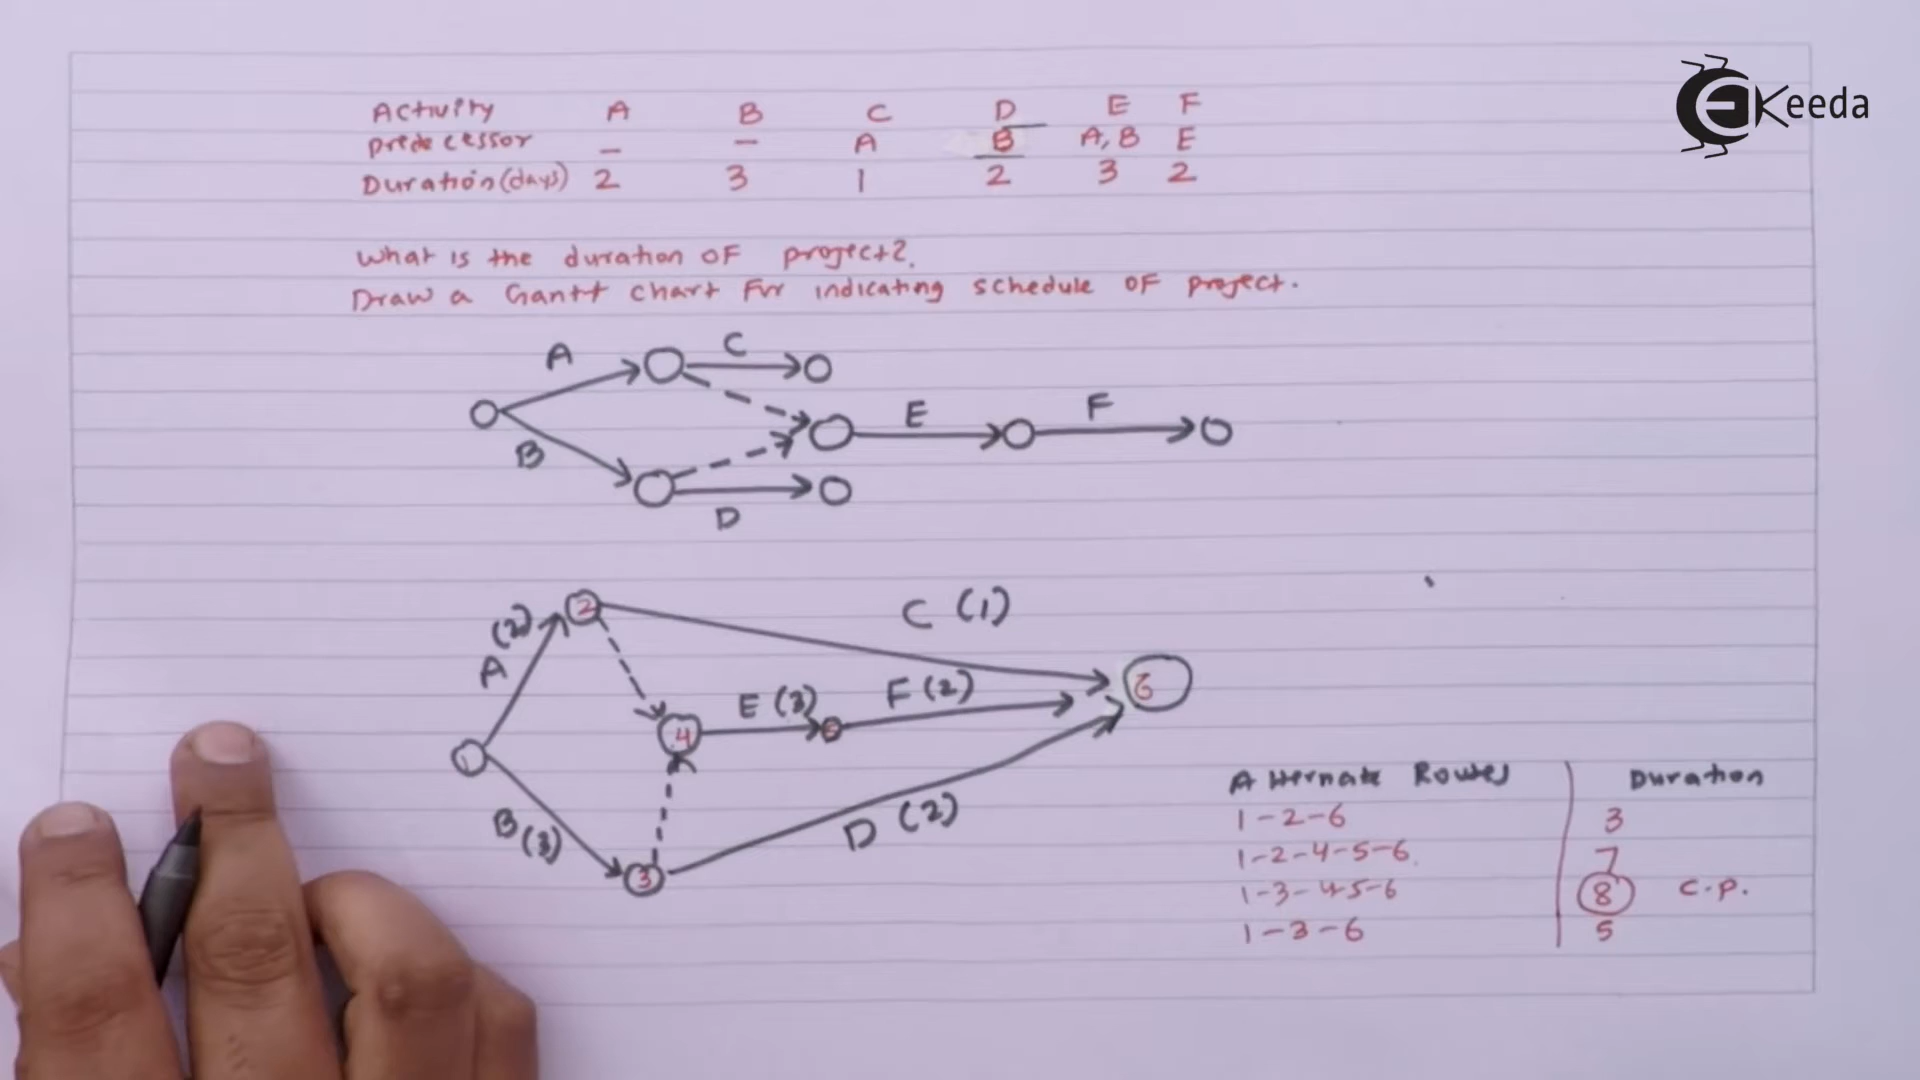 Keeda
Activity A B C D E F
predecessor – – A B A, B E
Duration(days) 2 3 1 2 3 2
What is the duration of project?.
Draw a Gantt chart for indicating schedule of project.
A C
E F
B
D
C (1)
(2) 2
A
E (3) F (2) 6
4 5
1
B (3) D (2)
3
Alternate Routes Duration
1-2-6 3
1-2-4-5-6. 7
1-3-4-5-6 8 C.P.
1-3-6 5